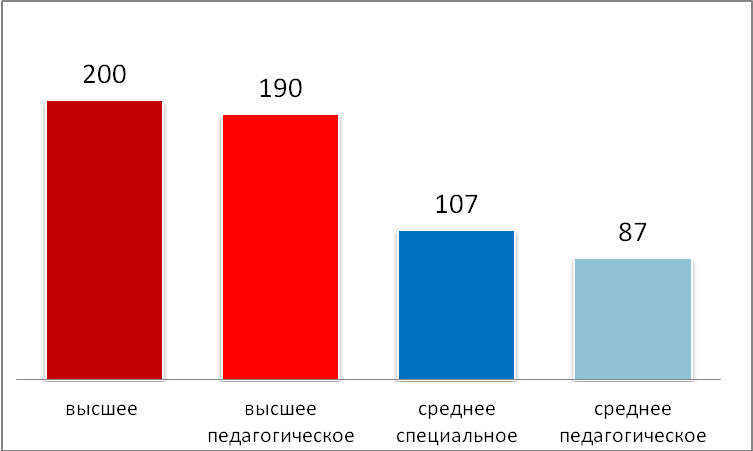 200
190
107
87
высшее
высшее
педагогическое
среднее
специальное
среднее
педагогическое